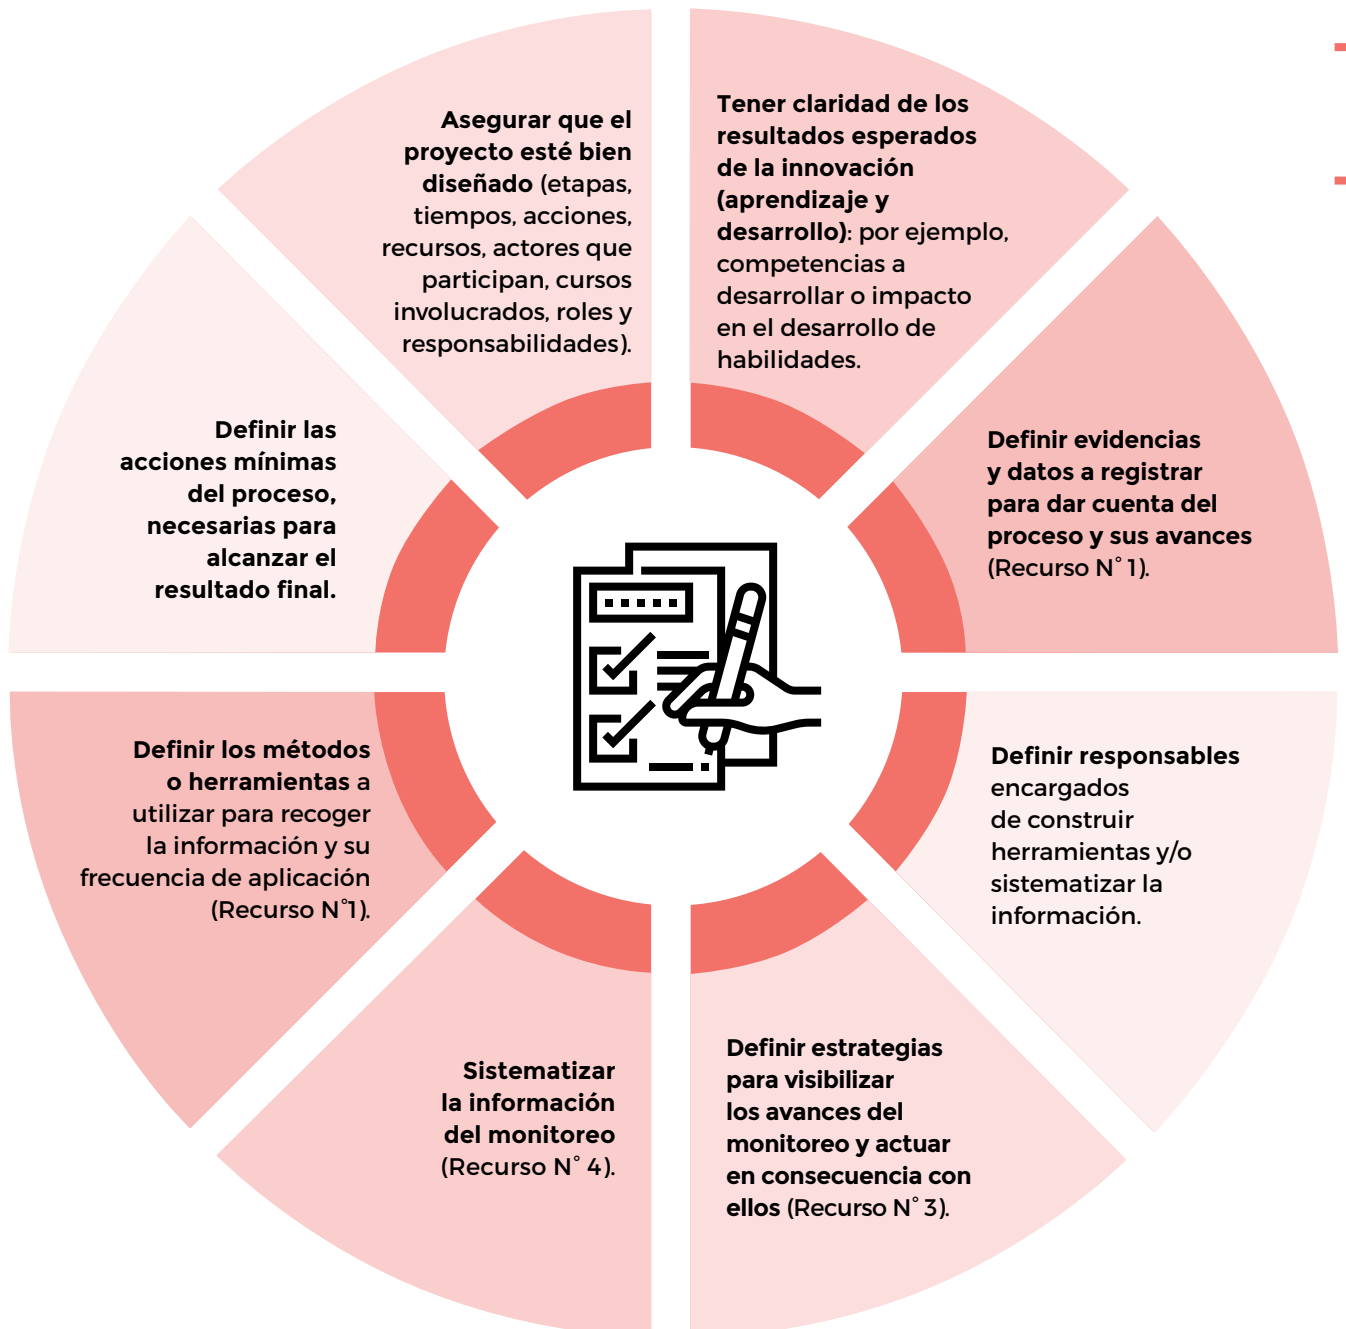 Asegurar que el
proyecto esté bien
diseñado (etapas,
tiempos, acciones,
recursos, actores que
participan, cursos
involucrados, roles y
responsabilidades).
Tener claridad de los
resultados esperados
de la innovación
(aprendizaje y
desarrollo): por ejemplo,
competencias a
desarrollar o impacto
en el desarrollo de
habilidades.
Definir evidencias
y datos a registrar
para dar cuenta del
proceso y sus avances
(Recurso N° 1).
Definir responsables
encargados
de construir
herramientas y/o
sistematizar la
información.
Definir estrategias
para visibilizar
los avances del
monitoreo y actuar
en consecuencia con
ellos (Recurso N° 3).
Sistematizar
la información
del monitoreo
(Recurso N° 4).
Definir los métodos
o herramientas a
utilizar para recoger
la información y su
frecuencia de aplicación
(Recurso N°1).
Definir las
acciones mínimas
del proceso,
necesarias para
alcanzar el
resultado final.